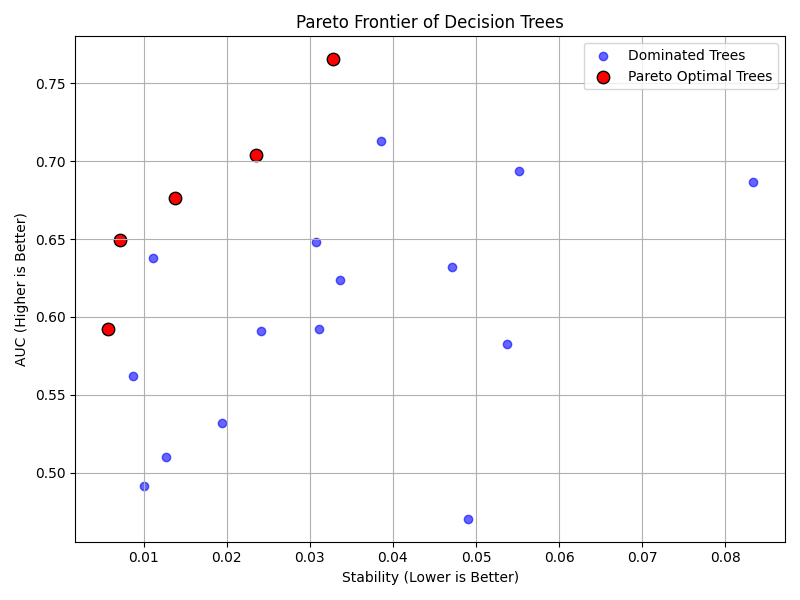 Pareto Frontier of Decision Trees
Dominated Trees
Pareto Optimal Trees
AUC (Higher is Better)
0.75
0.70
0.65
0.60
0.55
0.50
0.01 0.02 0.03 0.04 0.05 0.06 0.07 0.08
Stability (Lower is Better)